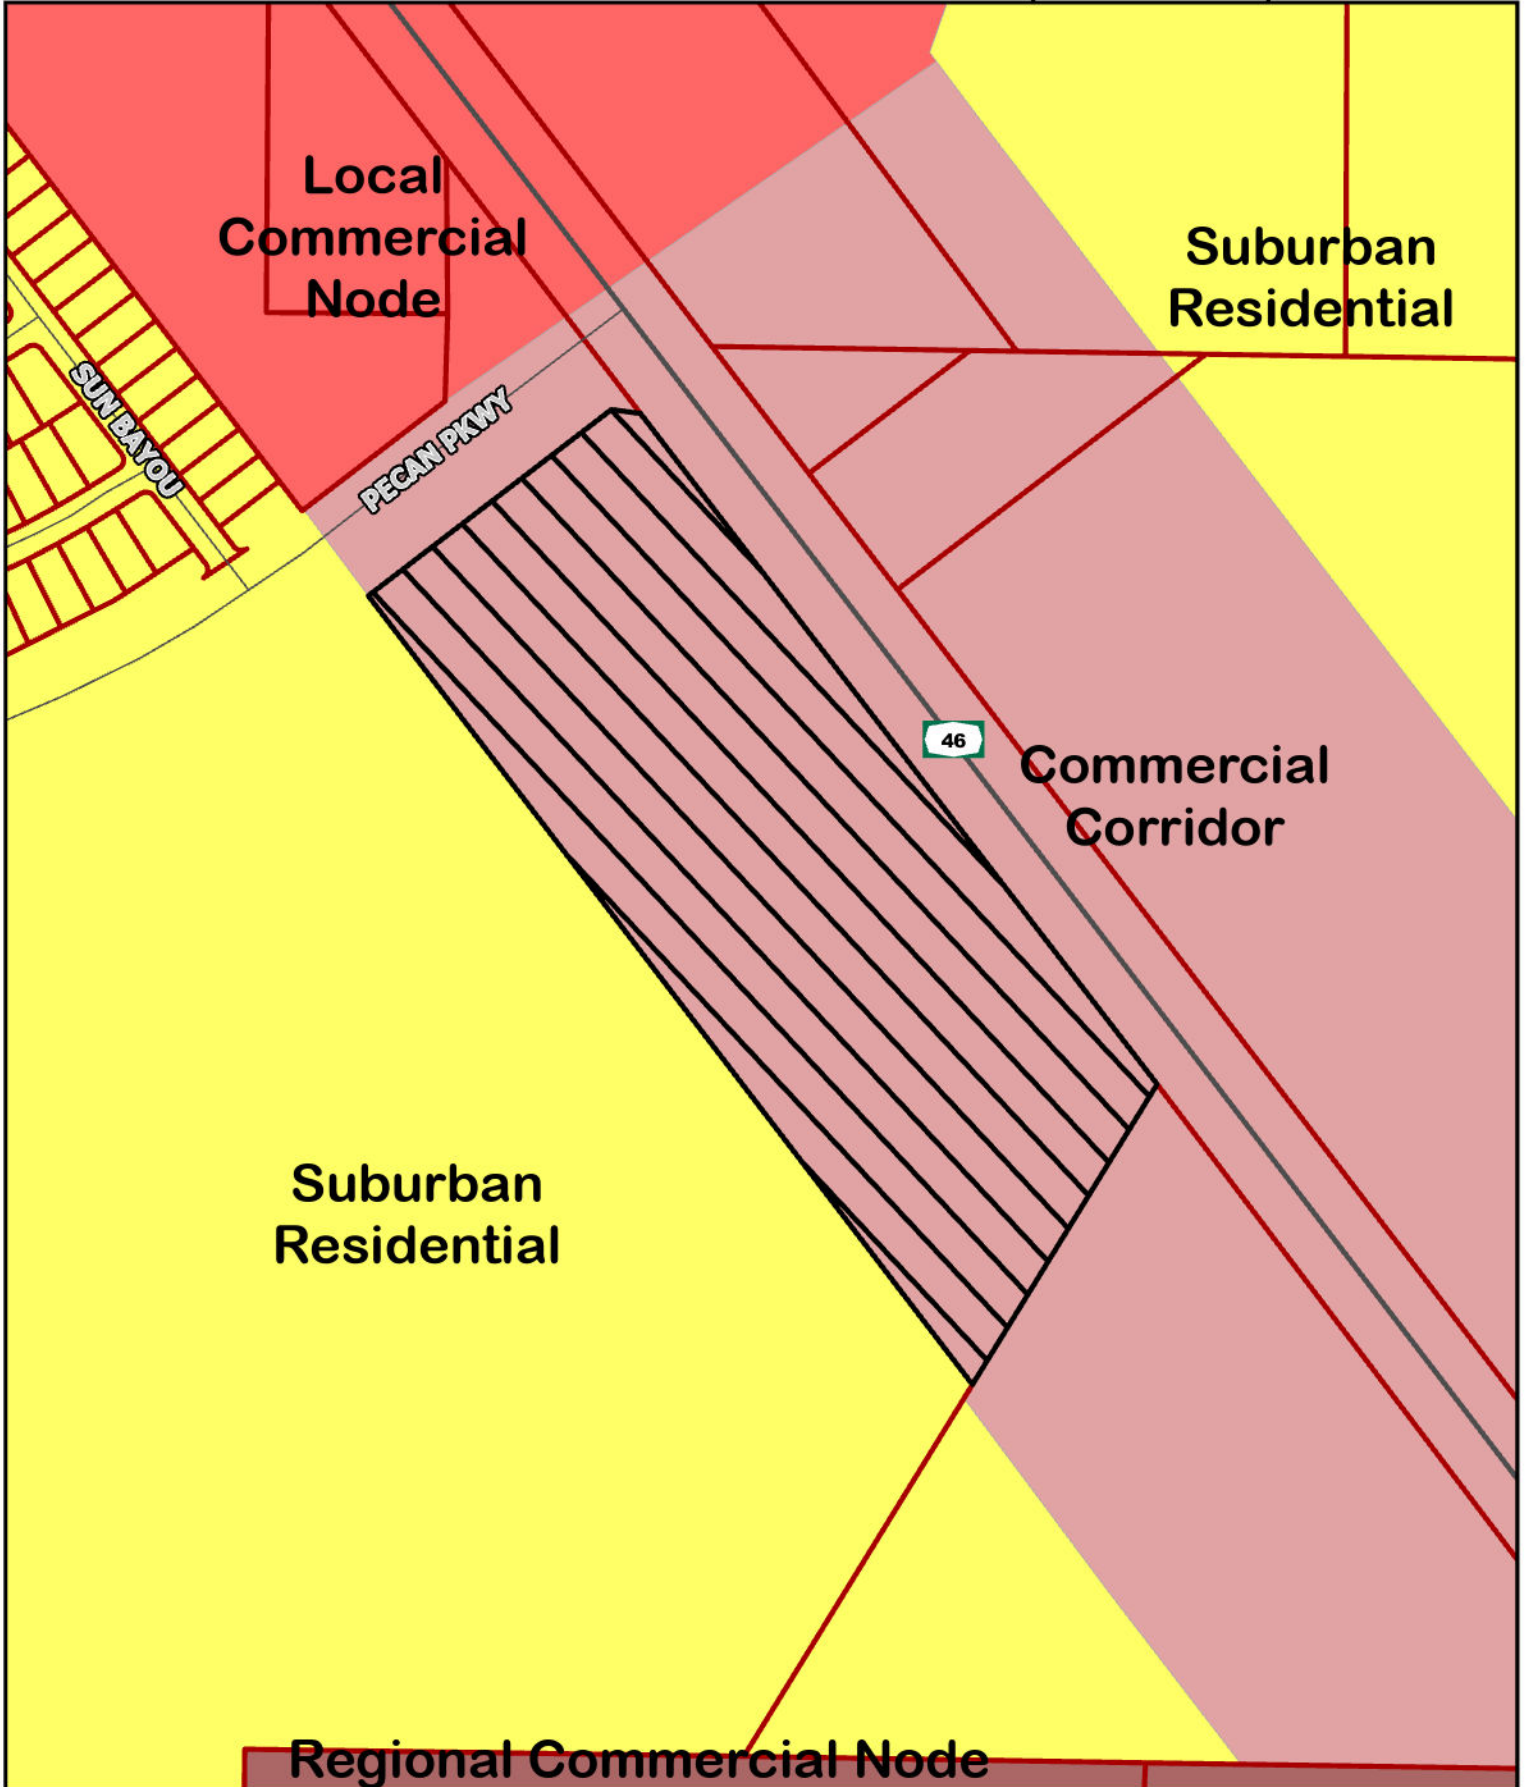 Local
Commercial
Node
Suburban
Residential
SUN BAYOU
PECAN PKWY
46
Commercial
Corridor
Suburban
Residential
Regional Commercial Node